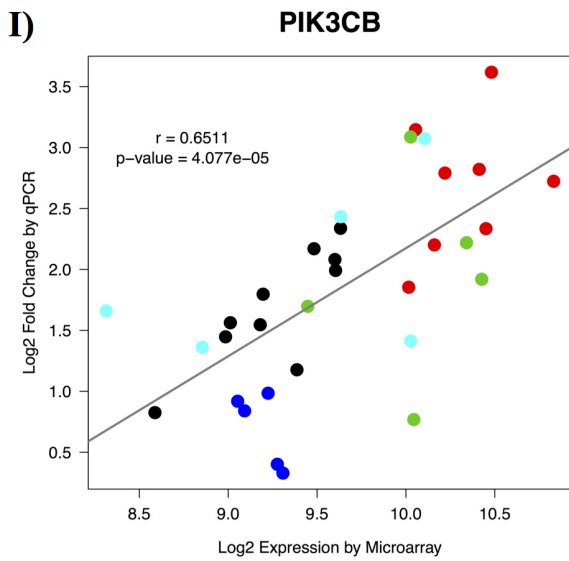 I)
PIK3CB
r = 0.6511
p-value = 4.077e-05
Log2 Fold Change by qPCR
3.5
3.0
2.5
2.0
1.5
1.0
0.5
8.5 9.0 9.5 10.0 10.5
Log2 Expression by Microarray